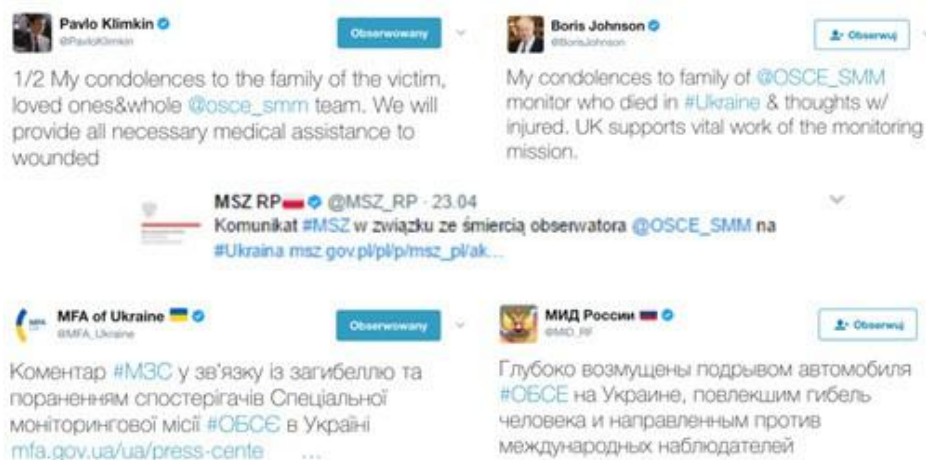 Pavlo Klimkin
@PavloKlimkin
Obserwowany
1/2 My condolences to the family of the victim,
loved ones&whole @osce_smm team. We will
provide all necessary medical assistance to
wounded
Boris Johnson
@BorisJohnson
Obserwuj
My condolences to family of @OSCE_SMM
monitor who died in #Ukraine & thoughts w/
injured. UK supports vital work of the monitoring
mission.
MSZ RP @MSZ_RP · 23.04
Komunikat #MSZ w związku ze śmiercią obserwatora @OSCE_SMM na
#Ukraina msz.gov.pl/pl/p/msz_pl/ak...
MFA of Ukraine
@MFA_Ukraine
Obserwowany
Коментар #МЗС у зв'язку із загибеллю та
пораненням спостерігачів Спеціальної
моніторингової місії #ОБСЄ в Україні
mfa.gov.ua/ua/press-cente ...
МИД России
@MID_RF
Obserwuj
Глубоко возмущены подрывом автомобиля
#ОБСЕ на Украине, повлекшим гибель
человека и направленным против
международных наблюдателей